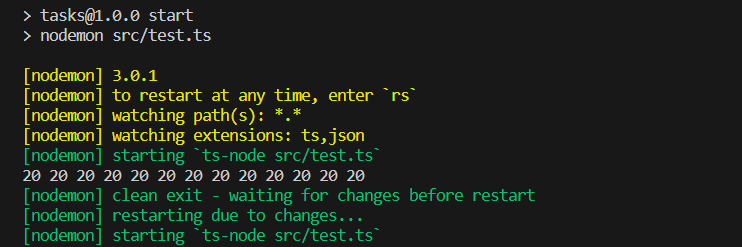 > tasks@1.0.0 start
> nodemon src/test.ts
[nodemon] 3.0.1
[nodemon] to restart at any time, enter `rs`
[nodemon] watching path(s): *.*
[nodemon] watching extensions: ts,json
[nodemon] starting `ts-node src/test.ts`
20 20 20 20 20 20 20 20 20 20 20 20 20
[nodemon] clean exit - waiting for changes before restart
[nodemon] restarting due to changes...
[nodemon] starting `ts-node src/test.ts`